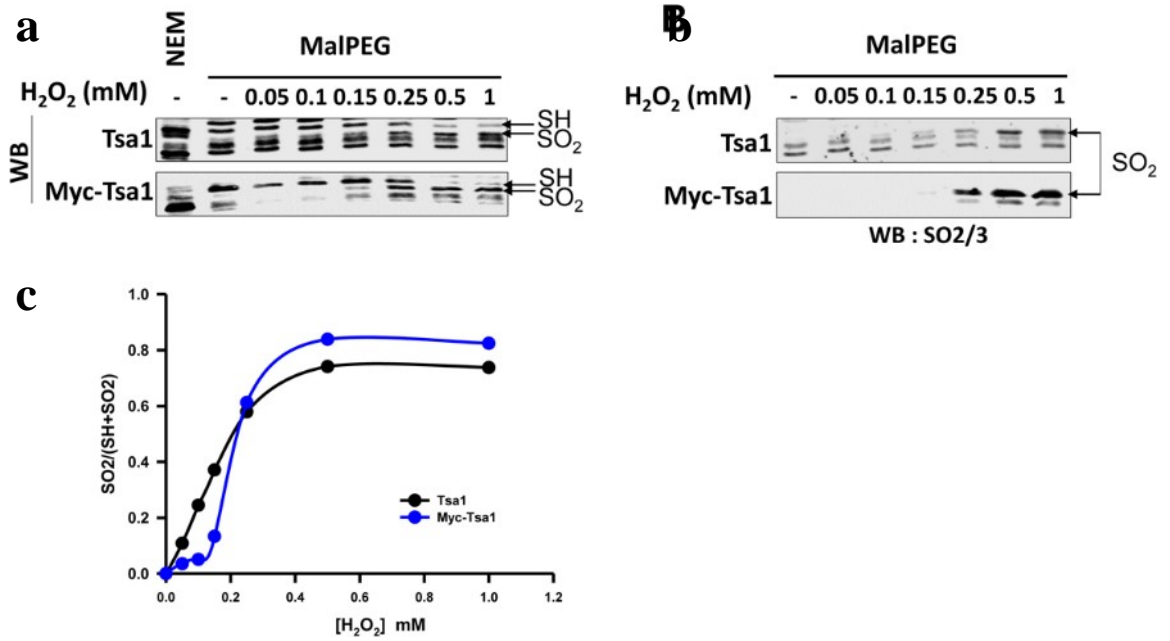 a
NEM
MalPEG
H₂O₂ (mM)
- - 0.05 0.1 0.15 0.25 0.5 1
WB
Tsa1
SH
SO₂
Myc-Tsa1
SH
SO₂
B
b
MalPEG
H₂O₂ (mM)
- 0.05 0.1 0.15 0.25 0.5 1
Tsa1
Myc-Tsa1
SO₂
WB : SO2/3
c
SO2/(SH+SO2)
1.0
0.8
0.6
0.4
0.2
0.0
Tsa1
Myc-Tsa1
0.0 0.2 0.4 0.6 0.8 1.0 1.2
[H₂O₂] mM